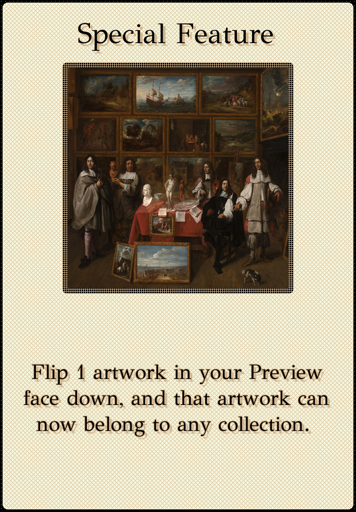 Special Feature
Flip 1 artwork in your Preview
face down, and that artwork can
now belong to any collection.